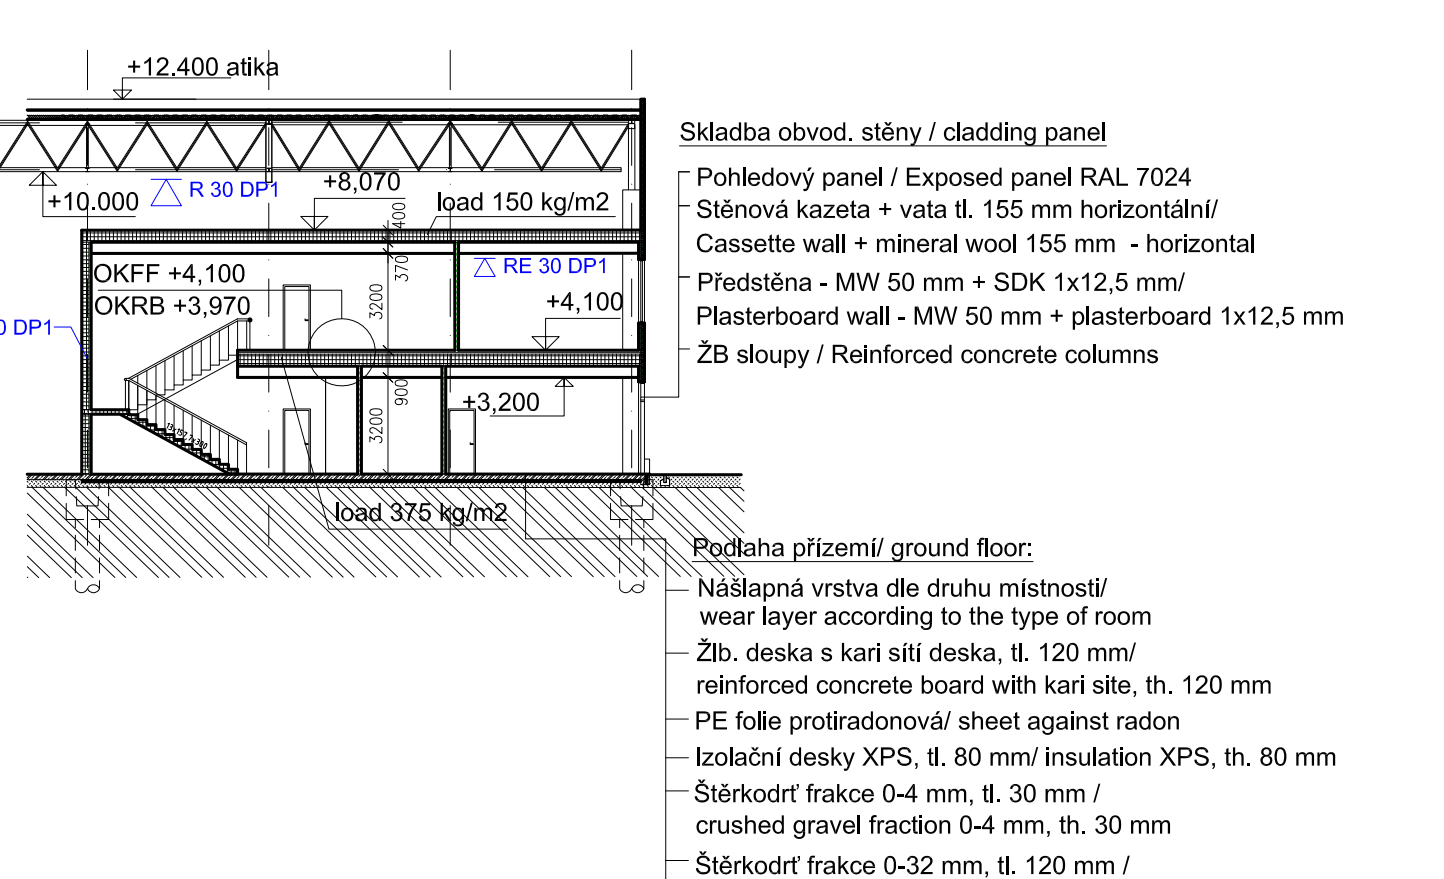 +12.400 atika
Skladba obvod. stěny / cladding panel
+10.000
R 30 DP1
+8,070
400
load 150 kg/m2
Pohledový panel / Exposed panel RAL 7024
Stěnová kazeta + vata tl. 155 mm horizontální/
Cassette wall + mineral wool 155 mm - horizontal
OKFF +4,100
370
RE 30 DP1
Předstěna - MW 50 mm + SDK 1x12,5 mm/
OKRB +3,970
3200
+4,100
Plasterboard wall - MW 50 mm + plasterboard 1x12,5 mm
0 DP1
ŽB sloupy / Reinforced concrete columns
900
+3,200
3200
13x157,7x300
load 375 kg/m2
Podlaha přízemí/ ground floor:
Nášlapná vrstva dle druhu místnosti/
wear layer according to the type of room
Žlb. deska s kari sítí deska, tl. 120 mm/
reinforced concrete board with kari site, th. 120 mm
PE folie protiradonová/ sheet against radon
Izolační desky XPS, tl. 80 mm/ insulation XPS, th. 80 mm
Štěrkodrť frakce 0-4 mm, tl. 30 mm /
crushed gravel fraction 0-4 mm, th. 30 mm
Štěrkodrť frakce 0-32 mm, tl. 120 mm /